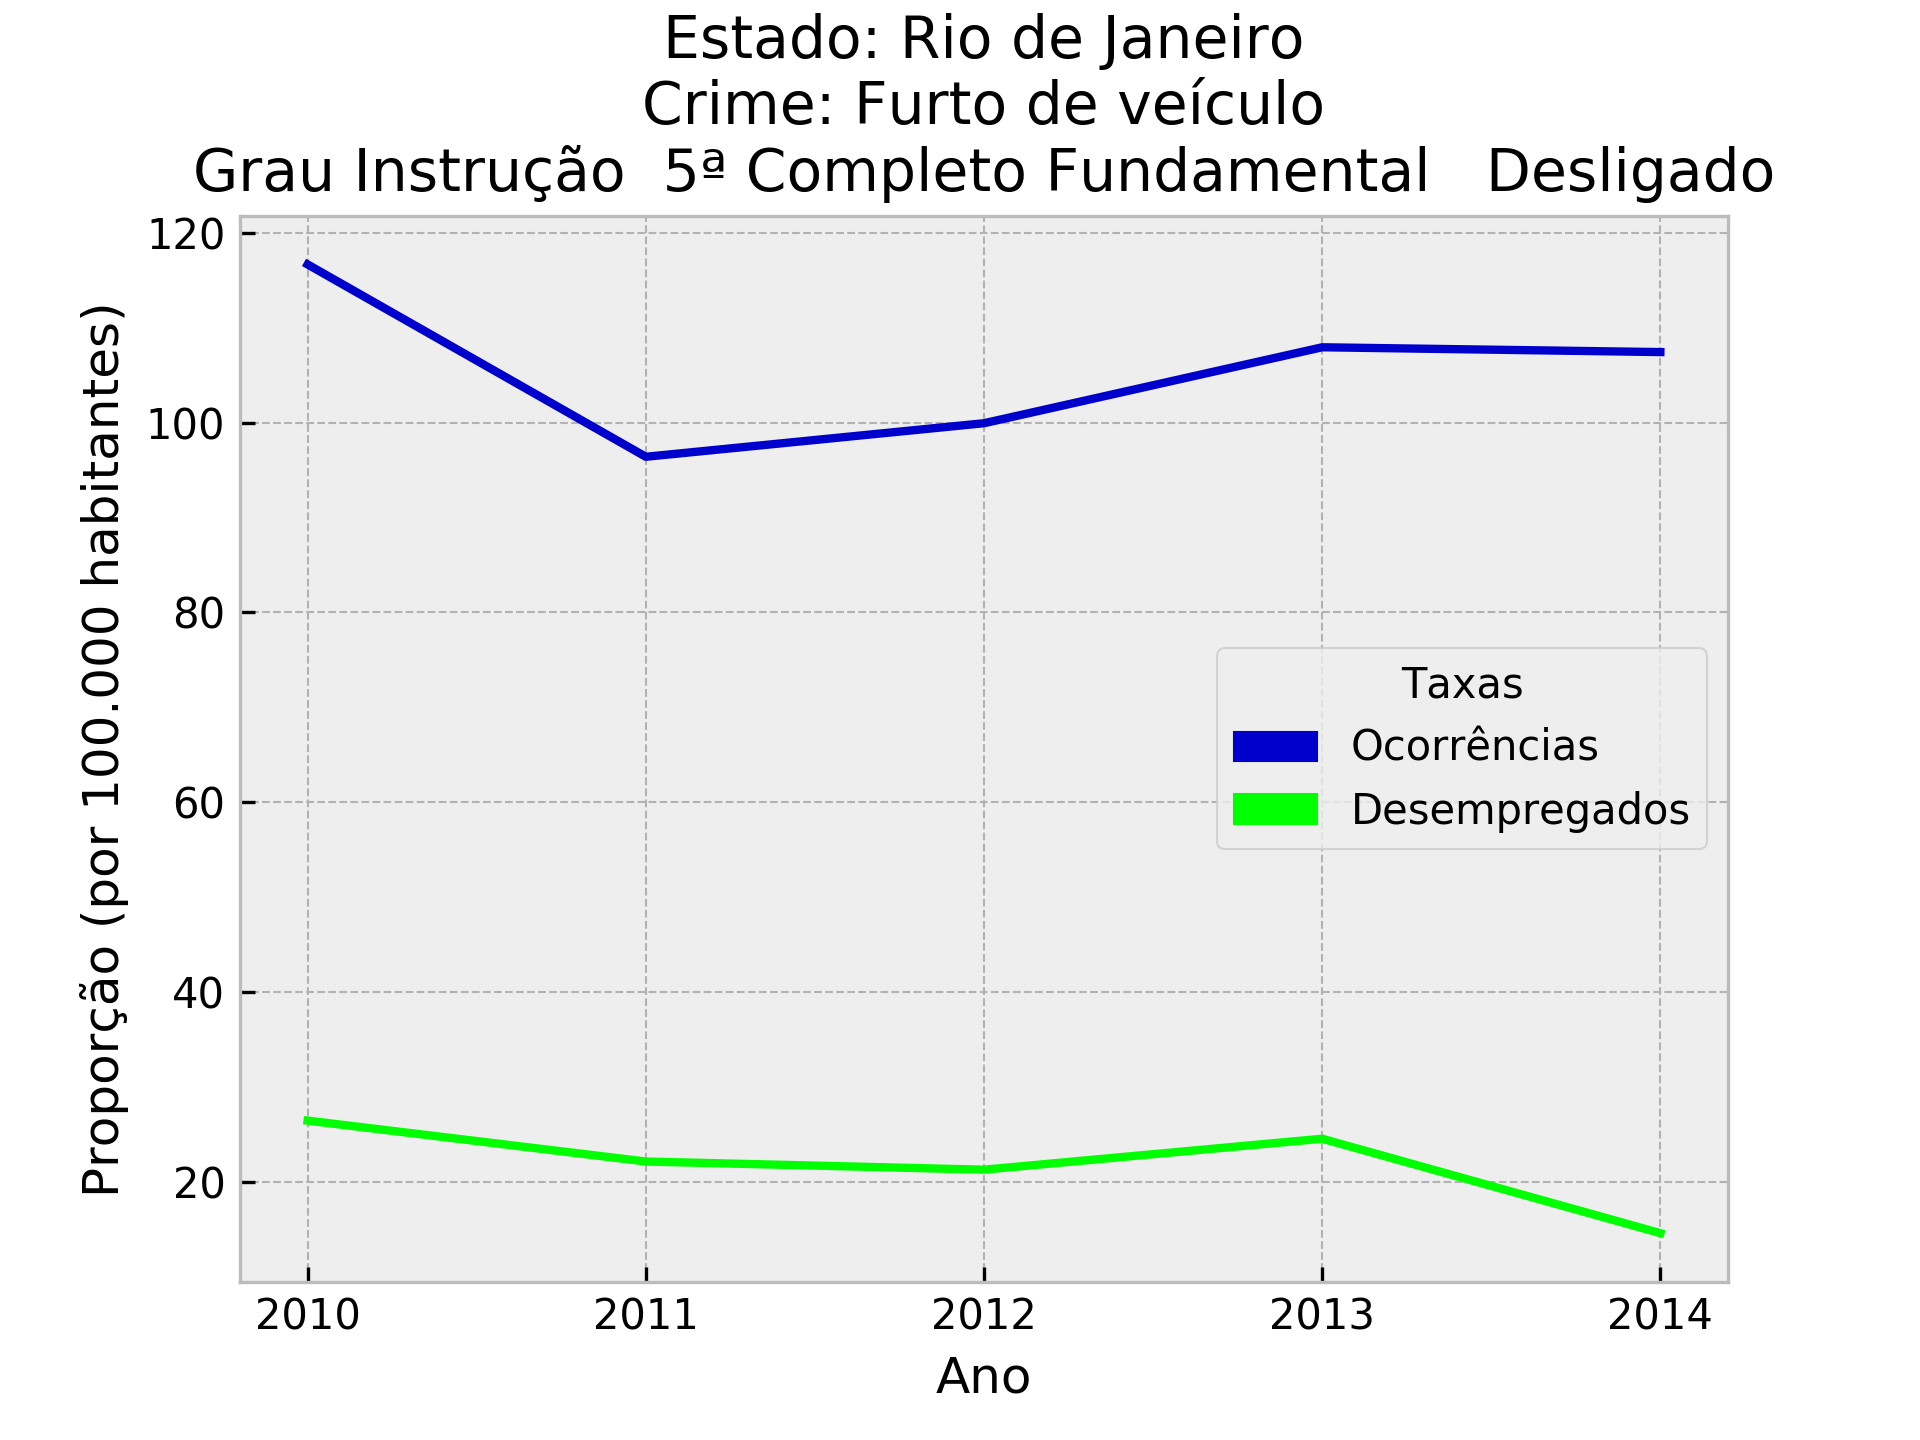 Estado: Rio de Janeiro
Crime: Furto de veículo
Grau Instrução  5ª Completo Fundamental   Desligado
Proporção (por 100.000 habitantes)
120
100
80
60
40
20
Taxas
Ocorrências
Desempregados
2010 2011 2012 2013 2014
Ano